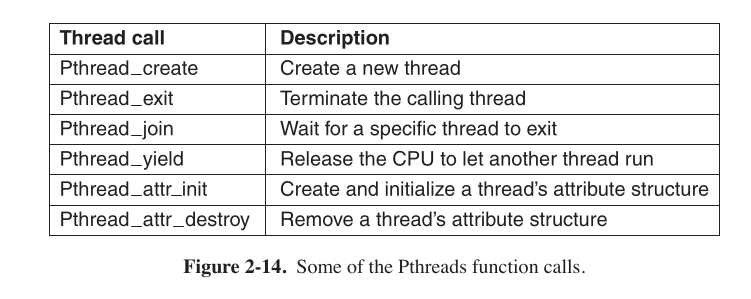 Thread call Description
Pthread_create Create a new thread
Pthread_exit Terminate the calling thread
Pthread_join Wait for a specific thread to exit
Pthread_yield Release the CPU to let another thread run
Pthread_attr_init Create and initialize a thread's attribute structure
Pthread_attr_destroy Remove a thread's attribute structure
Figure 2-14. Some of the Pthreads function calls.